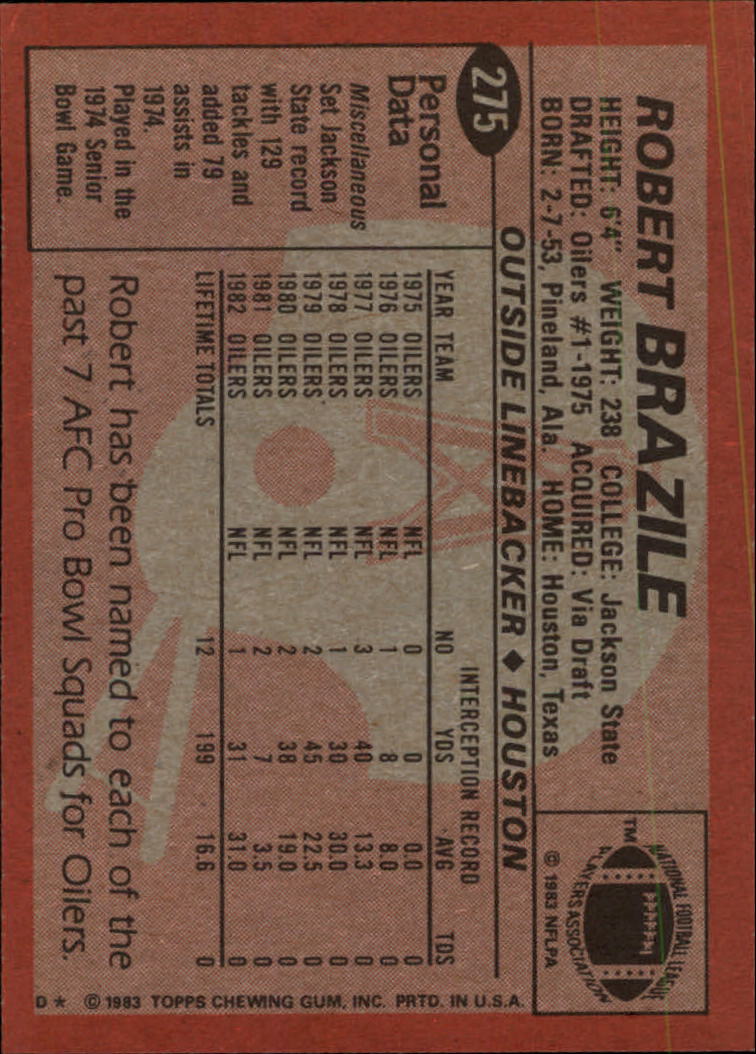 ROBERT BRAZILE
HEIGHT: 6'4" WEIGHT: 238 COLLEGE: Jackson State
DRAFTED: Oilers #1-1975 ACQUIRED: Via Draft
BORN: 2-7-53, Pineland, Ala. HOME: Houston, Texas
NATIONAL FOOTBALL LEAGUE
PLAYERS ASSOCIATION
TM
© 1983 NFLPA
275
OUTSIDE LINEBACKER ◆ HOUSTON
Personal
Data
Miscellaneous
Set Jackson
State record
with 129
tackles and
added 79
assists in
1974.
Played in the
1974 Senior
Bowl Game.
INTERCEPTION RECORD
YEAR TEAM NO YDS AVG TDS
1975 OILERS NFL 0 0 0.0 0
1976 OILERS NFL 1 8 8.0 0
1977 OILERS NFL 3 40 13.3 0
1978 OILERS NFL 1 30 30.0 0
1979 OILERS NFL 2 45 22.5 0
1980 OILERS NFL 2 38 19.0 0
1981 OILERS NFL 2 7 3.5 0
1982 OILERS NFL 1 31 31.0 0
LIFETIME TOTALS 12 199 16.6 0
Robert has been named to each of the
past 7 AFC Pro Bowl Squads for Oilers.
D * © 1983 TOPPS CHEWING GUM, INC. PRTD. IN U.S.A.